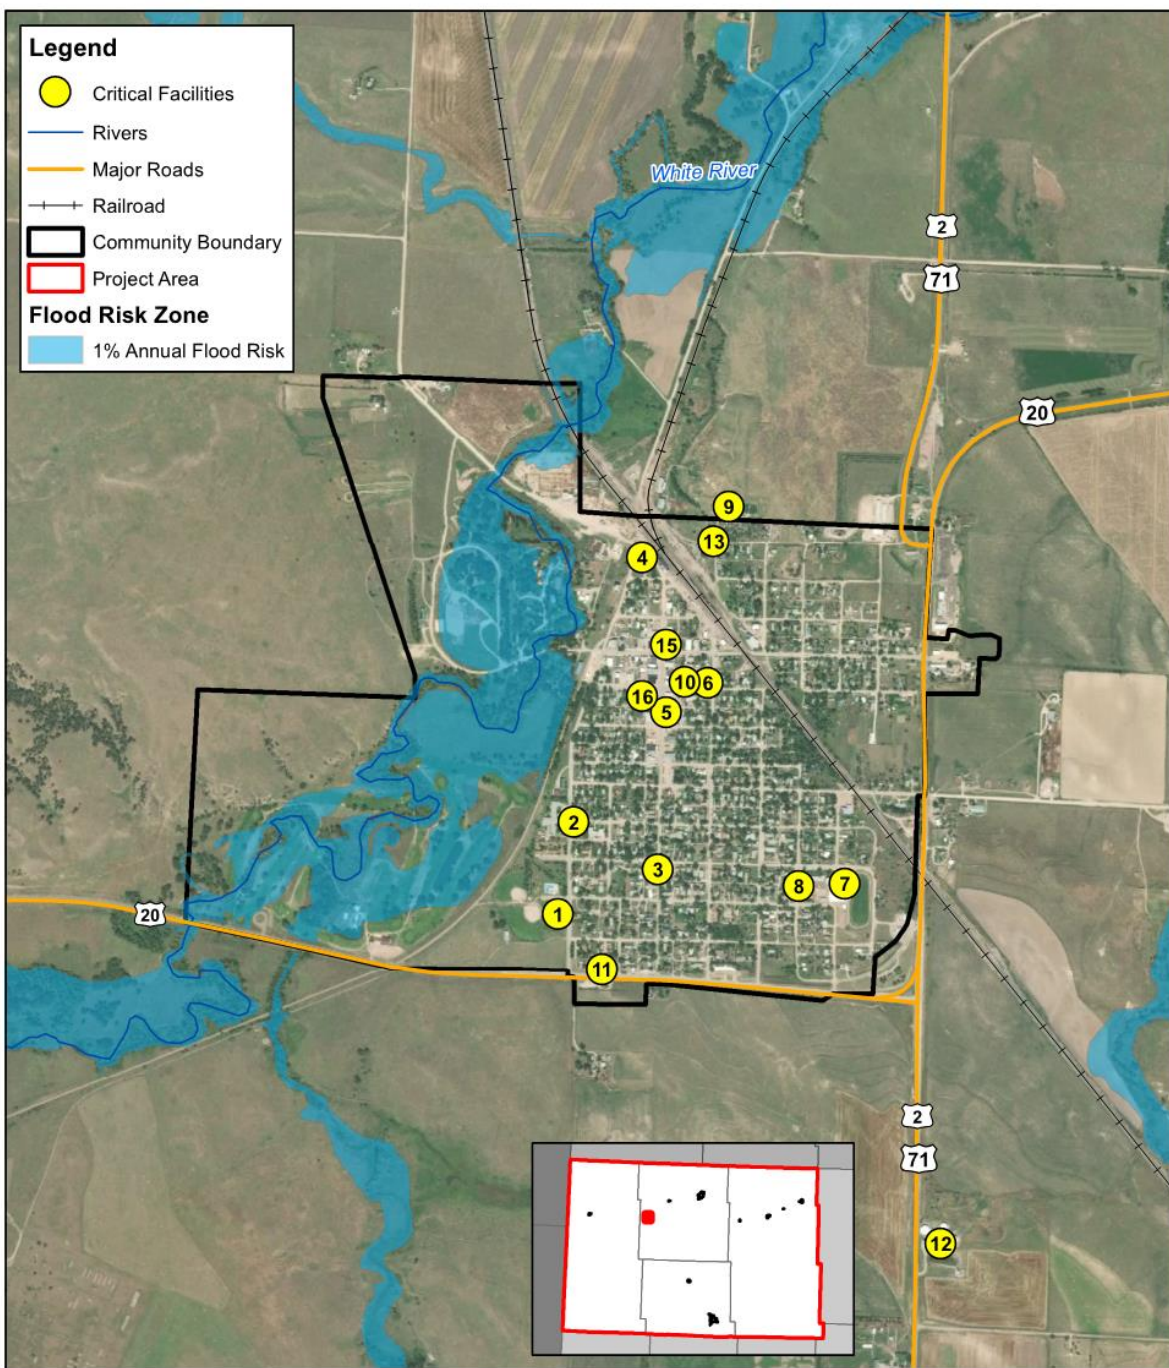 Legend
Critical Facilities
Rivers
Major Roads
Railroad
Community Boundary
Project Area
Flood Risk Zone
1% Annual Flood Risk
White River
2
71
20
9
13
4
15
10 6
16
5
2
3
8 7
1
20
11
2
71
12